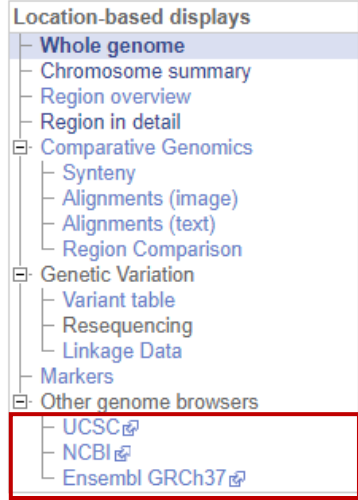 Location-based displays
Whole genome
Chromosome summary
Region overview
Region in detail
Comparative Genomics
Synteny
Alignments (image)
Alignments (text)
Region Comparison
Genetic Variation
Variant table
Resequencing
Linkage Data
Markers
Other genome browsers
UCSC
NCBI
Ensembl GRCh37